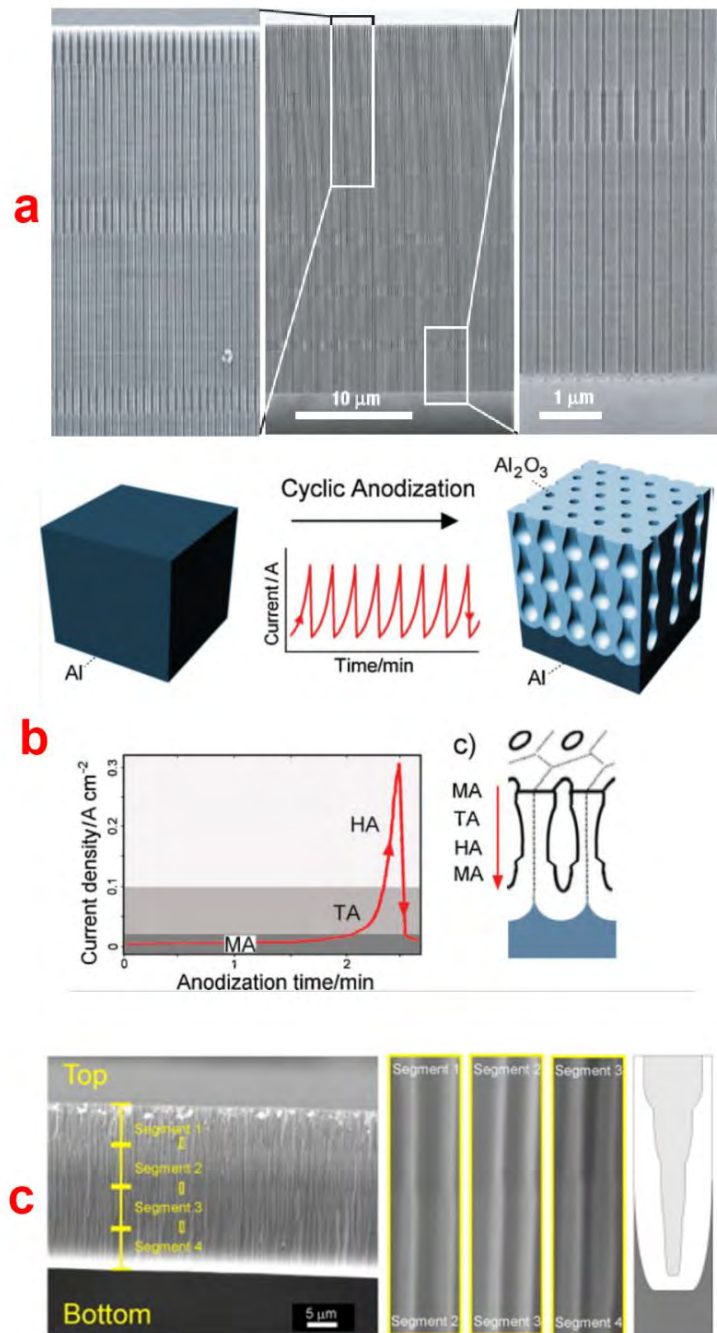 a
10 μm
1 μm
Cyclic Anodization
Al₂O₃
Current/A
Time/min
Al
Al
b
Current density/A cm⁻²
0.3
0.2
0.1
0
HA
TA
MA
0
1
2
Anodization time/min
c)
MA
TA
HA
MA
c
Top
Segment 1
Segment 2
Segment 3
Segment 4
Bottom
5 μm
Segment 1
Segment 2
Segment 3
Segment 2
Segment 3
Segment 4